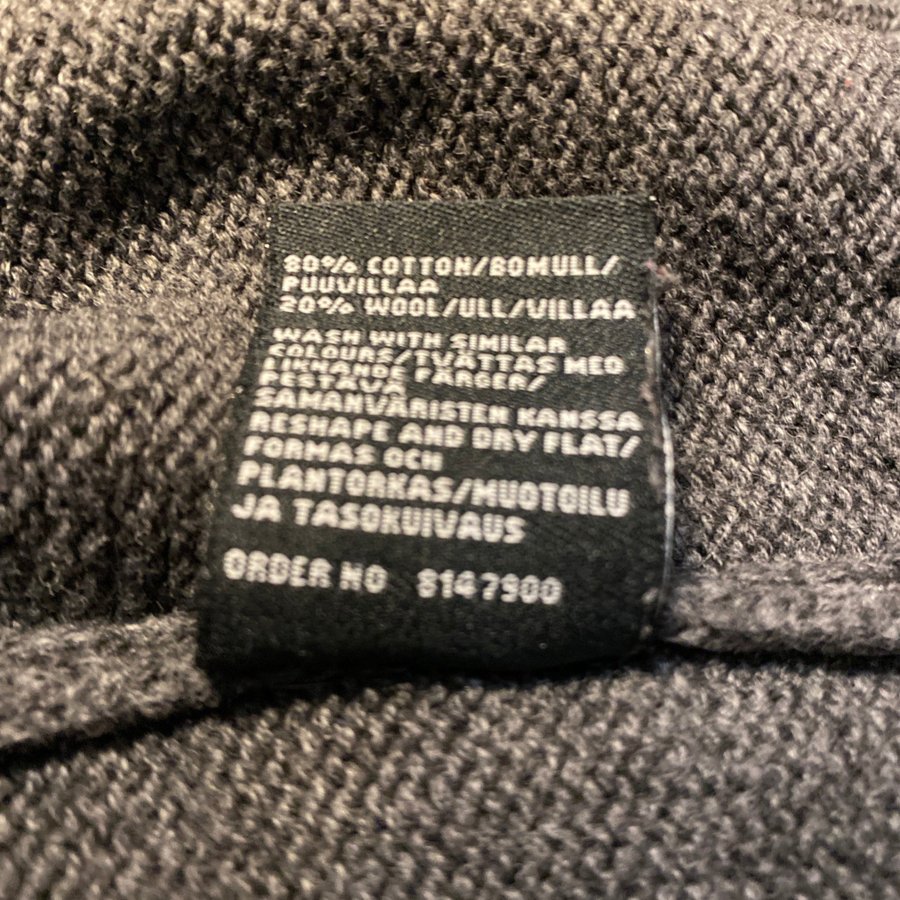 80% COTTON/BOMULL/
PUUVILLAA
20% WOOL/ULL/VILLAA
WASH WITH SIMILAR
COLOURS/TVÄTTAS MED
LIKNANDE FÄRGER/
PESTÄVÄ
SAMANVÄRISTEN KANSSA
RESHAPE AND DRY FLAT/
FORMAS OCH
PLANTORKAS/MUOTOILU
JA TASOKUIVAUS
ORDER NO 8147900